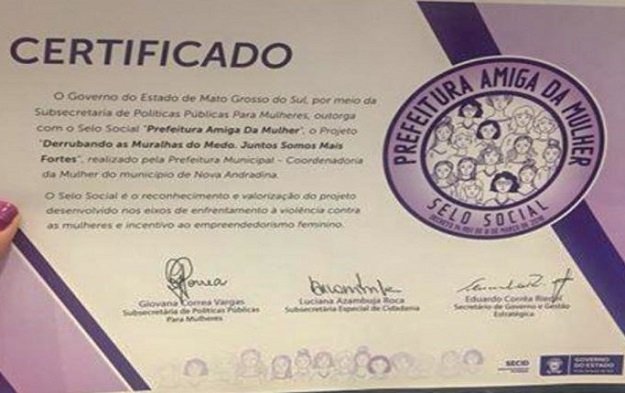 CERTIFICADO
O Governo do Estado de Mato Grosso do Sul, por meio da
Subsecretaria de Políticas Públicas Para Mulheres, outorga
com o Selo Social "Prefeitura Amiga Da Mulher", o Projeto
"Derrubando as Muralhas do Medo. Juntos Somos Mais
Fortes", realizado pela Prefeitura Municipal - Coordenadoria
da Mulher do município de Nova Andradina.
O Selo Social é o reconhecimento e valorização do projeto
desenvolvido nos eixos de enfrentamento à violência contra
as mulheres e incentivo ao empreendedorismo feminino.
PREFEITURA AMIGA DA MULHER
SELO SOCIAL
Giovana Correa Vargas
Subsecretária de Políticas Públicas
Para Mulheres
Luciana Azambuja Roca
Subsecretária Especial de Cidadania
Eduardo Corrêa Riedel
Secretário de Governo e Gestão
Estratégica
SECID
GOVERNO
DO ESTADO